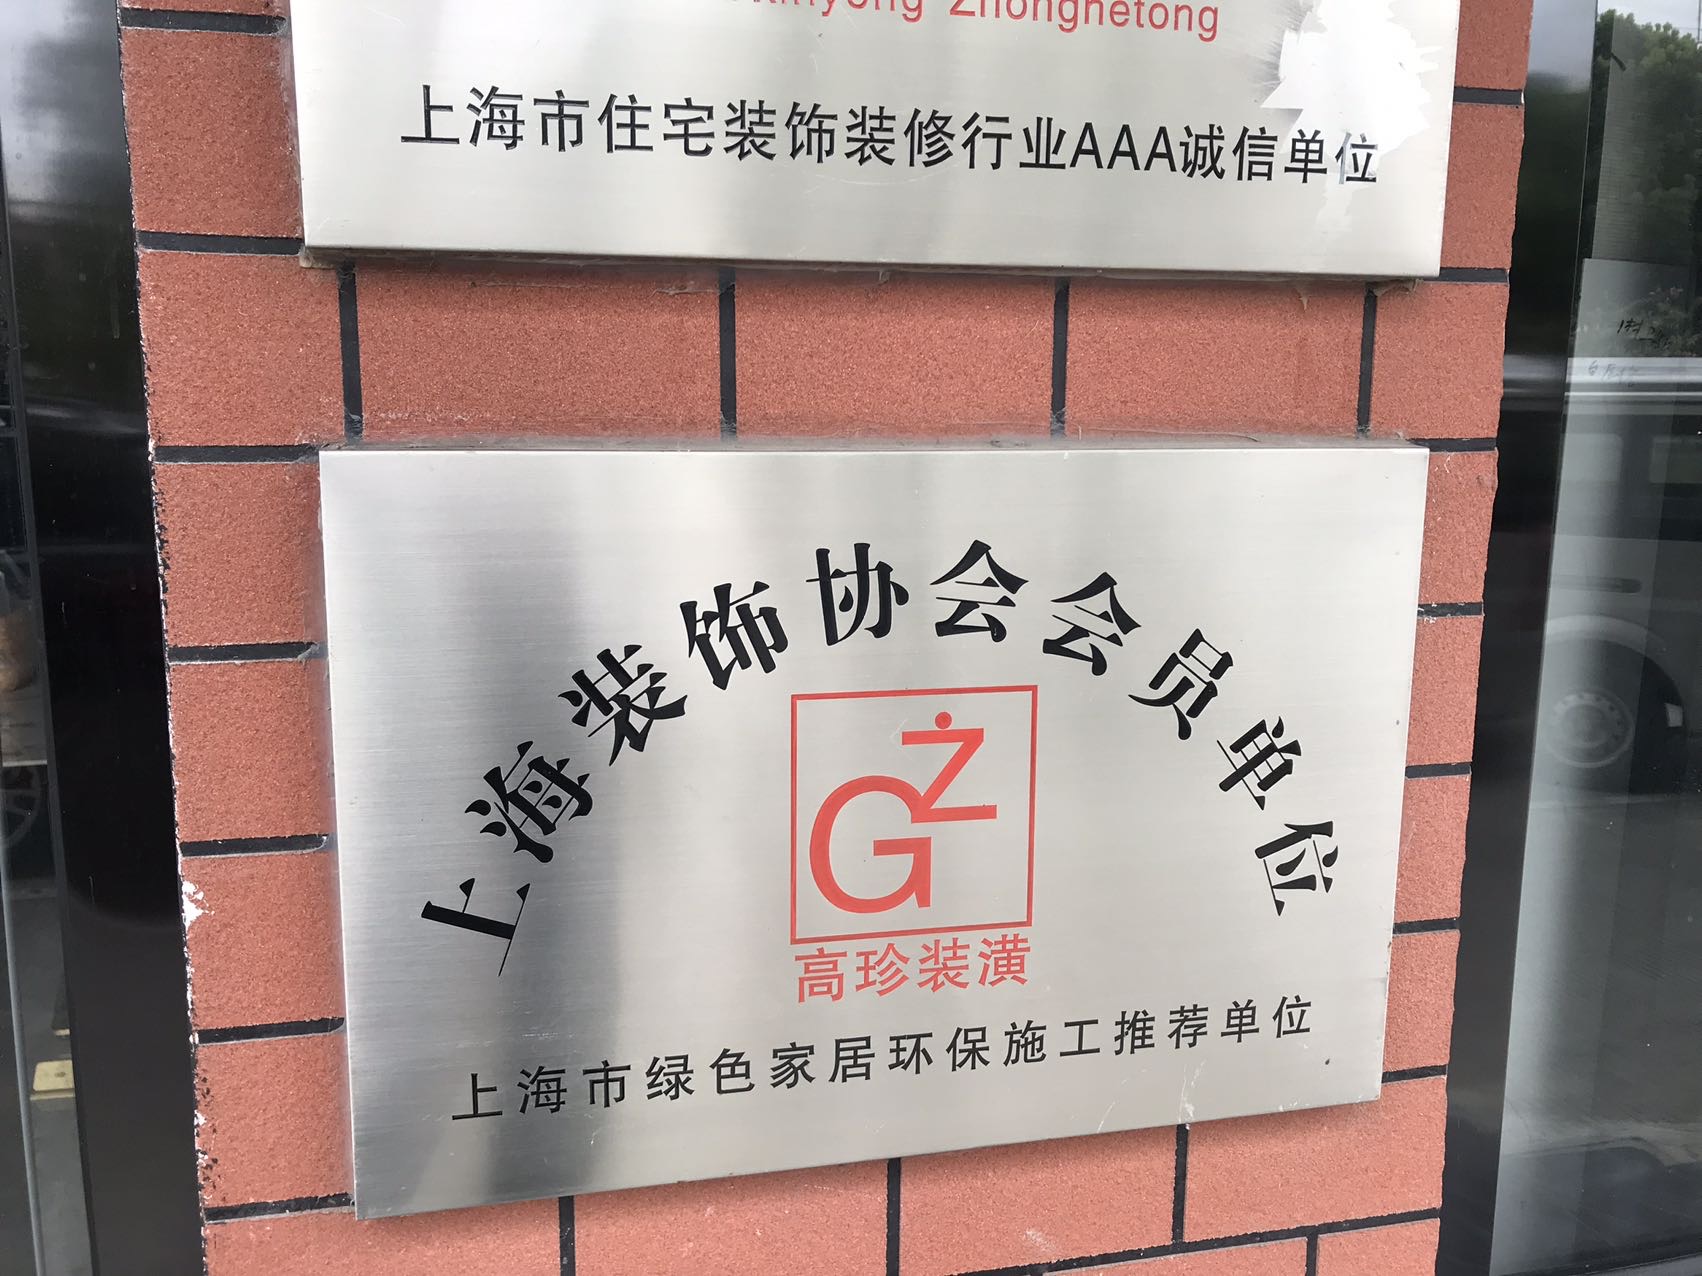 Zhonghetong
上海市住宅装饰装修行业AAA诚信单位
上海装饰协会会员单位
GZ
高珍装潢
上海市绿色家居环保施工推荐单位